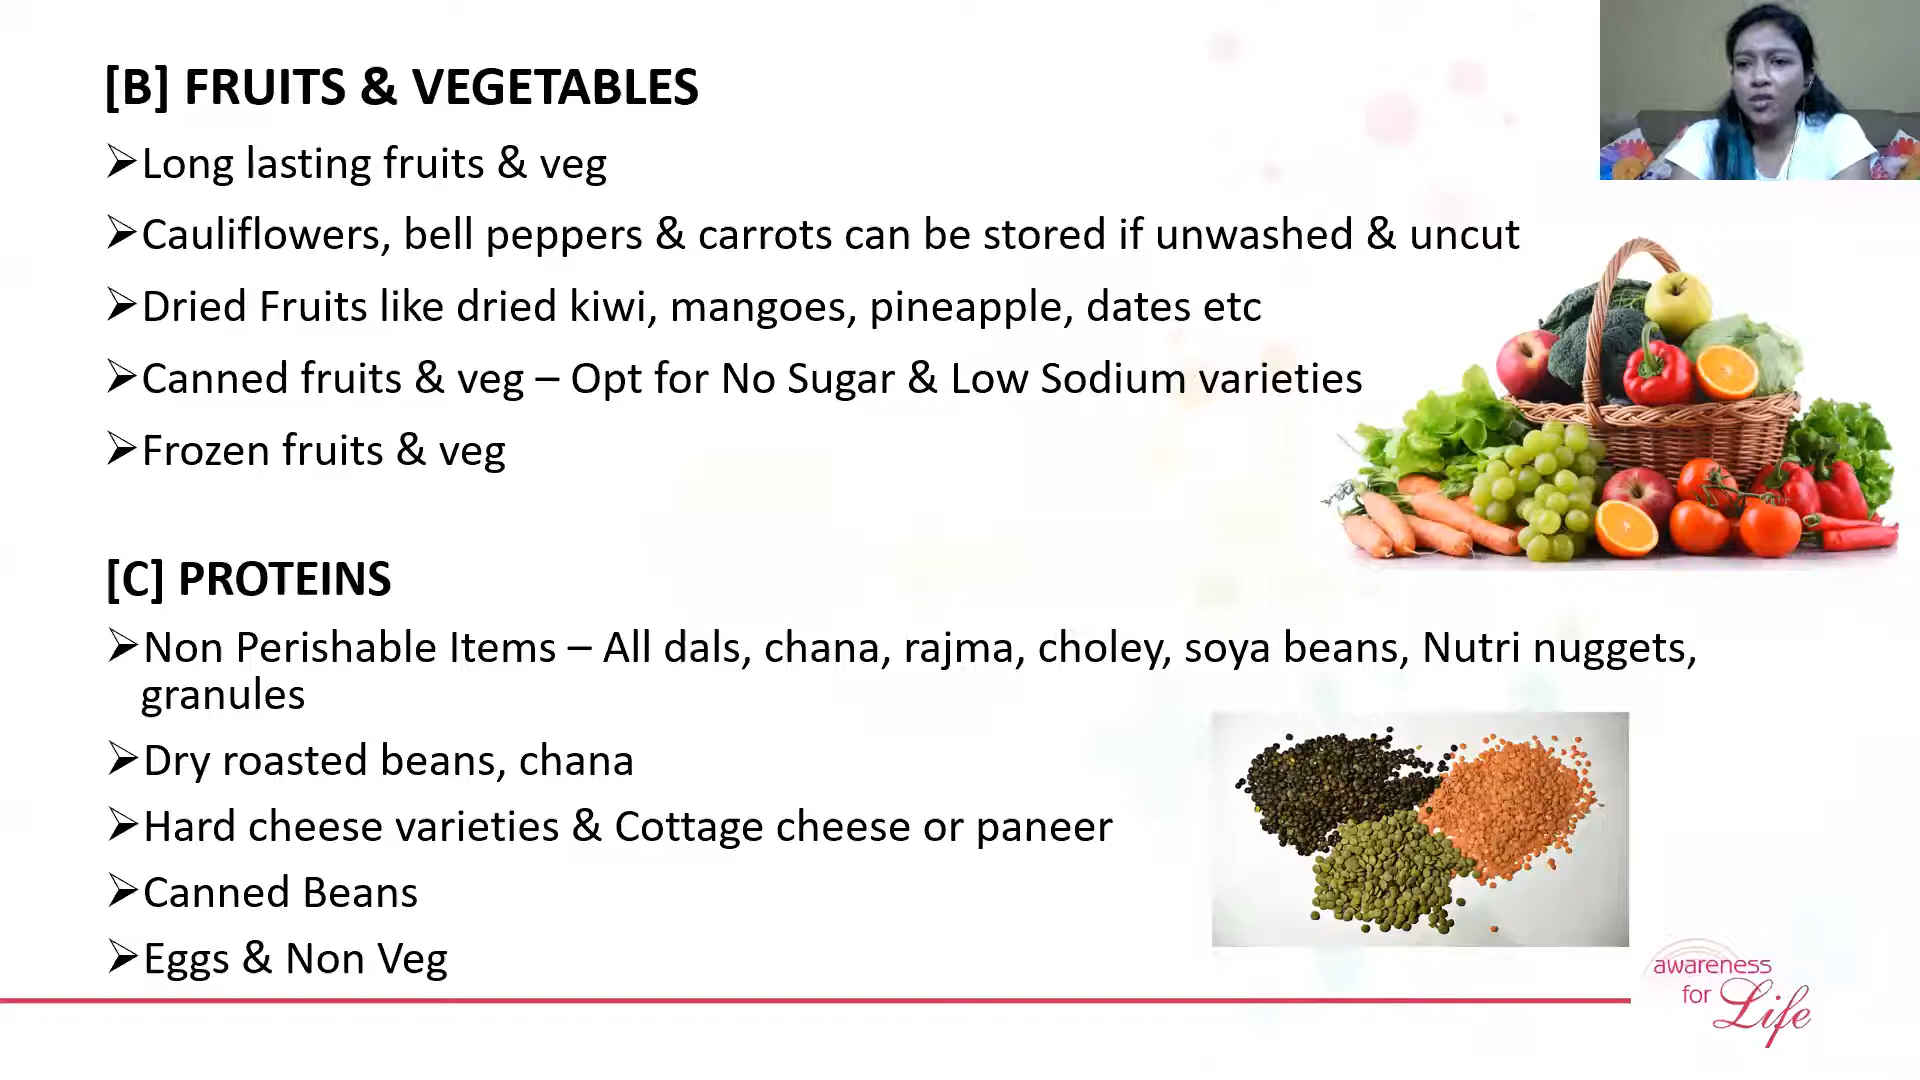 [B] FRUITS & VEGETABLES
➢Long lasting fruits & veg
➢Cauliflowers, bell peppers & carrots can be stored if unwashed & uncut
➢Dried Fruits like dried kiwi, mangoes, pineapple, dates etc
➢Canned fruits & veg – Opt for No Sugar & Low Sodium varieties
➢Frozen fruits & veg
[C] PROTEINS
➢Non Perishable Items – All dals, chana, rajma, choley, soya beans, Nutri nuggets,
granules
➢Dry roasted beans, chana
➢Hard cheese varieties & Cottage cheese or paneer
➢Canned Beans
➢Eggs & Non Veg
awareness
for Life